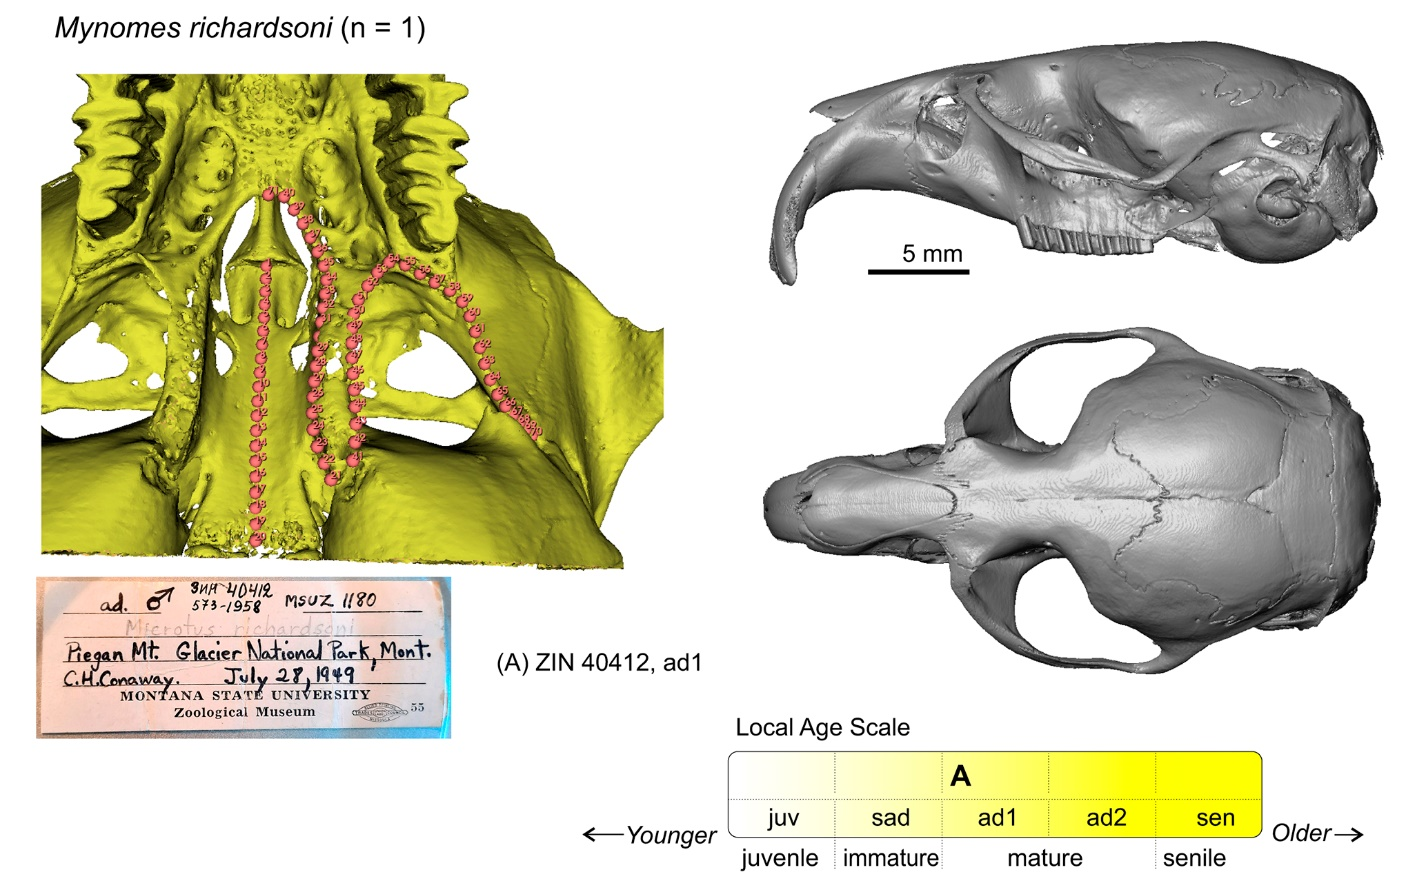 Mynomes richardsoni (n = 1)
5 mm
ad. ♂ ЗИН 40412
573-1958 MSUZ 1180
Microtus richardsoni
Piegan Mt. Glacier National Park, Mont.
C.H.Conaway. July 28, 1949
MONTANA STATE UNIVERSITY
Zoological Museum
55
(A) ZIN 40412, ad1
Local Age Scale
A
juv sad ad1 ad2 sen
←Younger Older→
juvenle immature mature senile